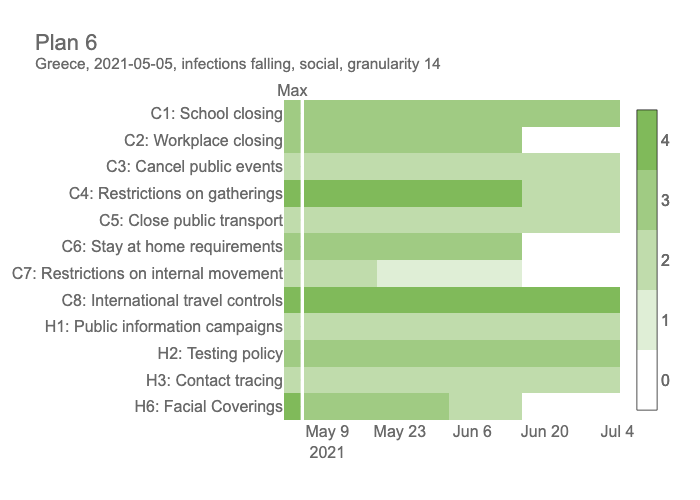 Plan 6
Greece, 2021-05-05, infections falling, social, granularity 14
Max
C1: School closing
C2: Workplace closing
C3: Cancel public events
C4: Restrictions on gatherings
C5: Close public transport
C6: Stay at home requirements
C7: Restrictions on internal movement
C8: International travel controls
H1: Public information campaigns
H2: Testing policy
H3: Contact tracing
H6: Facial Coverings
May 9 May 23 Jun 6 Jun 20 Jul 4
2021
4
3
2
1
0